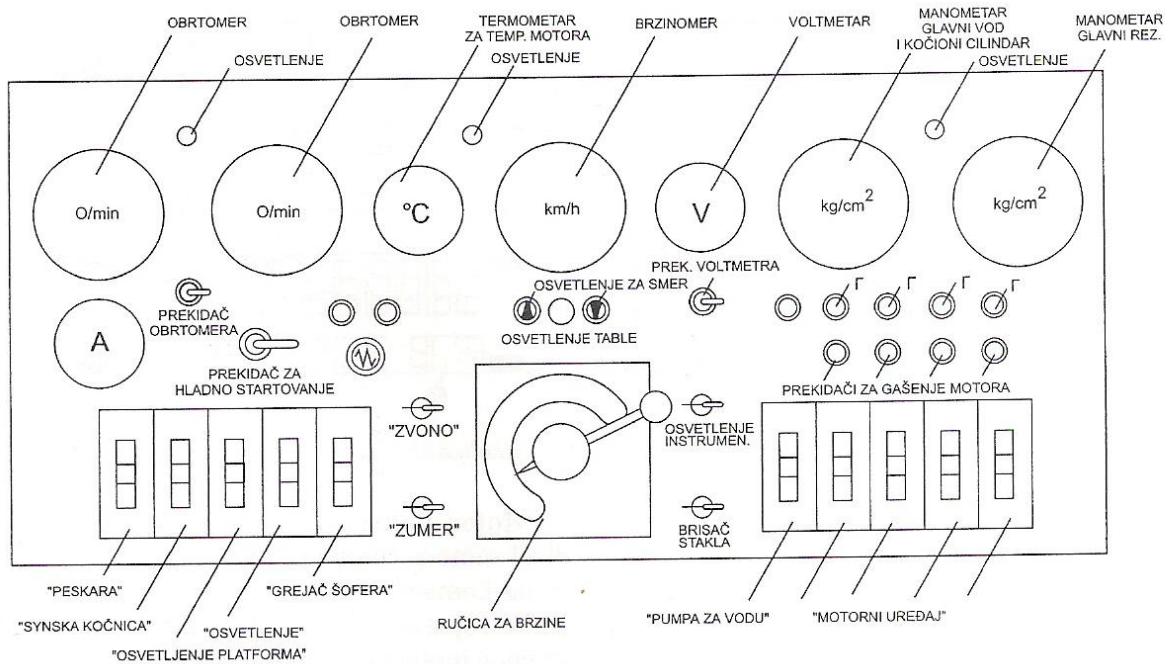 OBRTOMER
OBRTOMER
TERMOMETAR
ZA TEMP. MOTORA
OSVETLENJE
BRZINOMER
VOLTMETAR
MANOMETAR
GLAVNI VOD
I KOČIONI CILINDAR
OSVETLENJE
MANOMETAR
GLAVNI REZ.
OSVETLENJE
O/min
O/min
°C
km/h
V
kg/cm²
kg/cm²
PREK. VOLTMETRA
OSVETLENJE ZA SMER
Γ
Γ
Γ
Γ
PREKIDAČ
OBRTOMERA
A
OSVETLENJE TABLE
PREKIDAČ ZA
HLADNO STARTOVANJE
PREKIDAČI ZA GAŠENJE MOTORA
"ZVONO"
OSVETLENJE
INSTRUMEN.
"ZUMER"
BRISAČ
STAKLA
"PESKARA"
"GREJAČ ŠOFERA"
"SYNSKA KOČNICA"
"OSVETLENJE"
"OSVETLJENJE PLATFORMA"
RUČICA ZA BRZINE
"PUMPA ZA VODU"
"MOTORNI UREĐAJ"